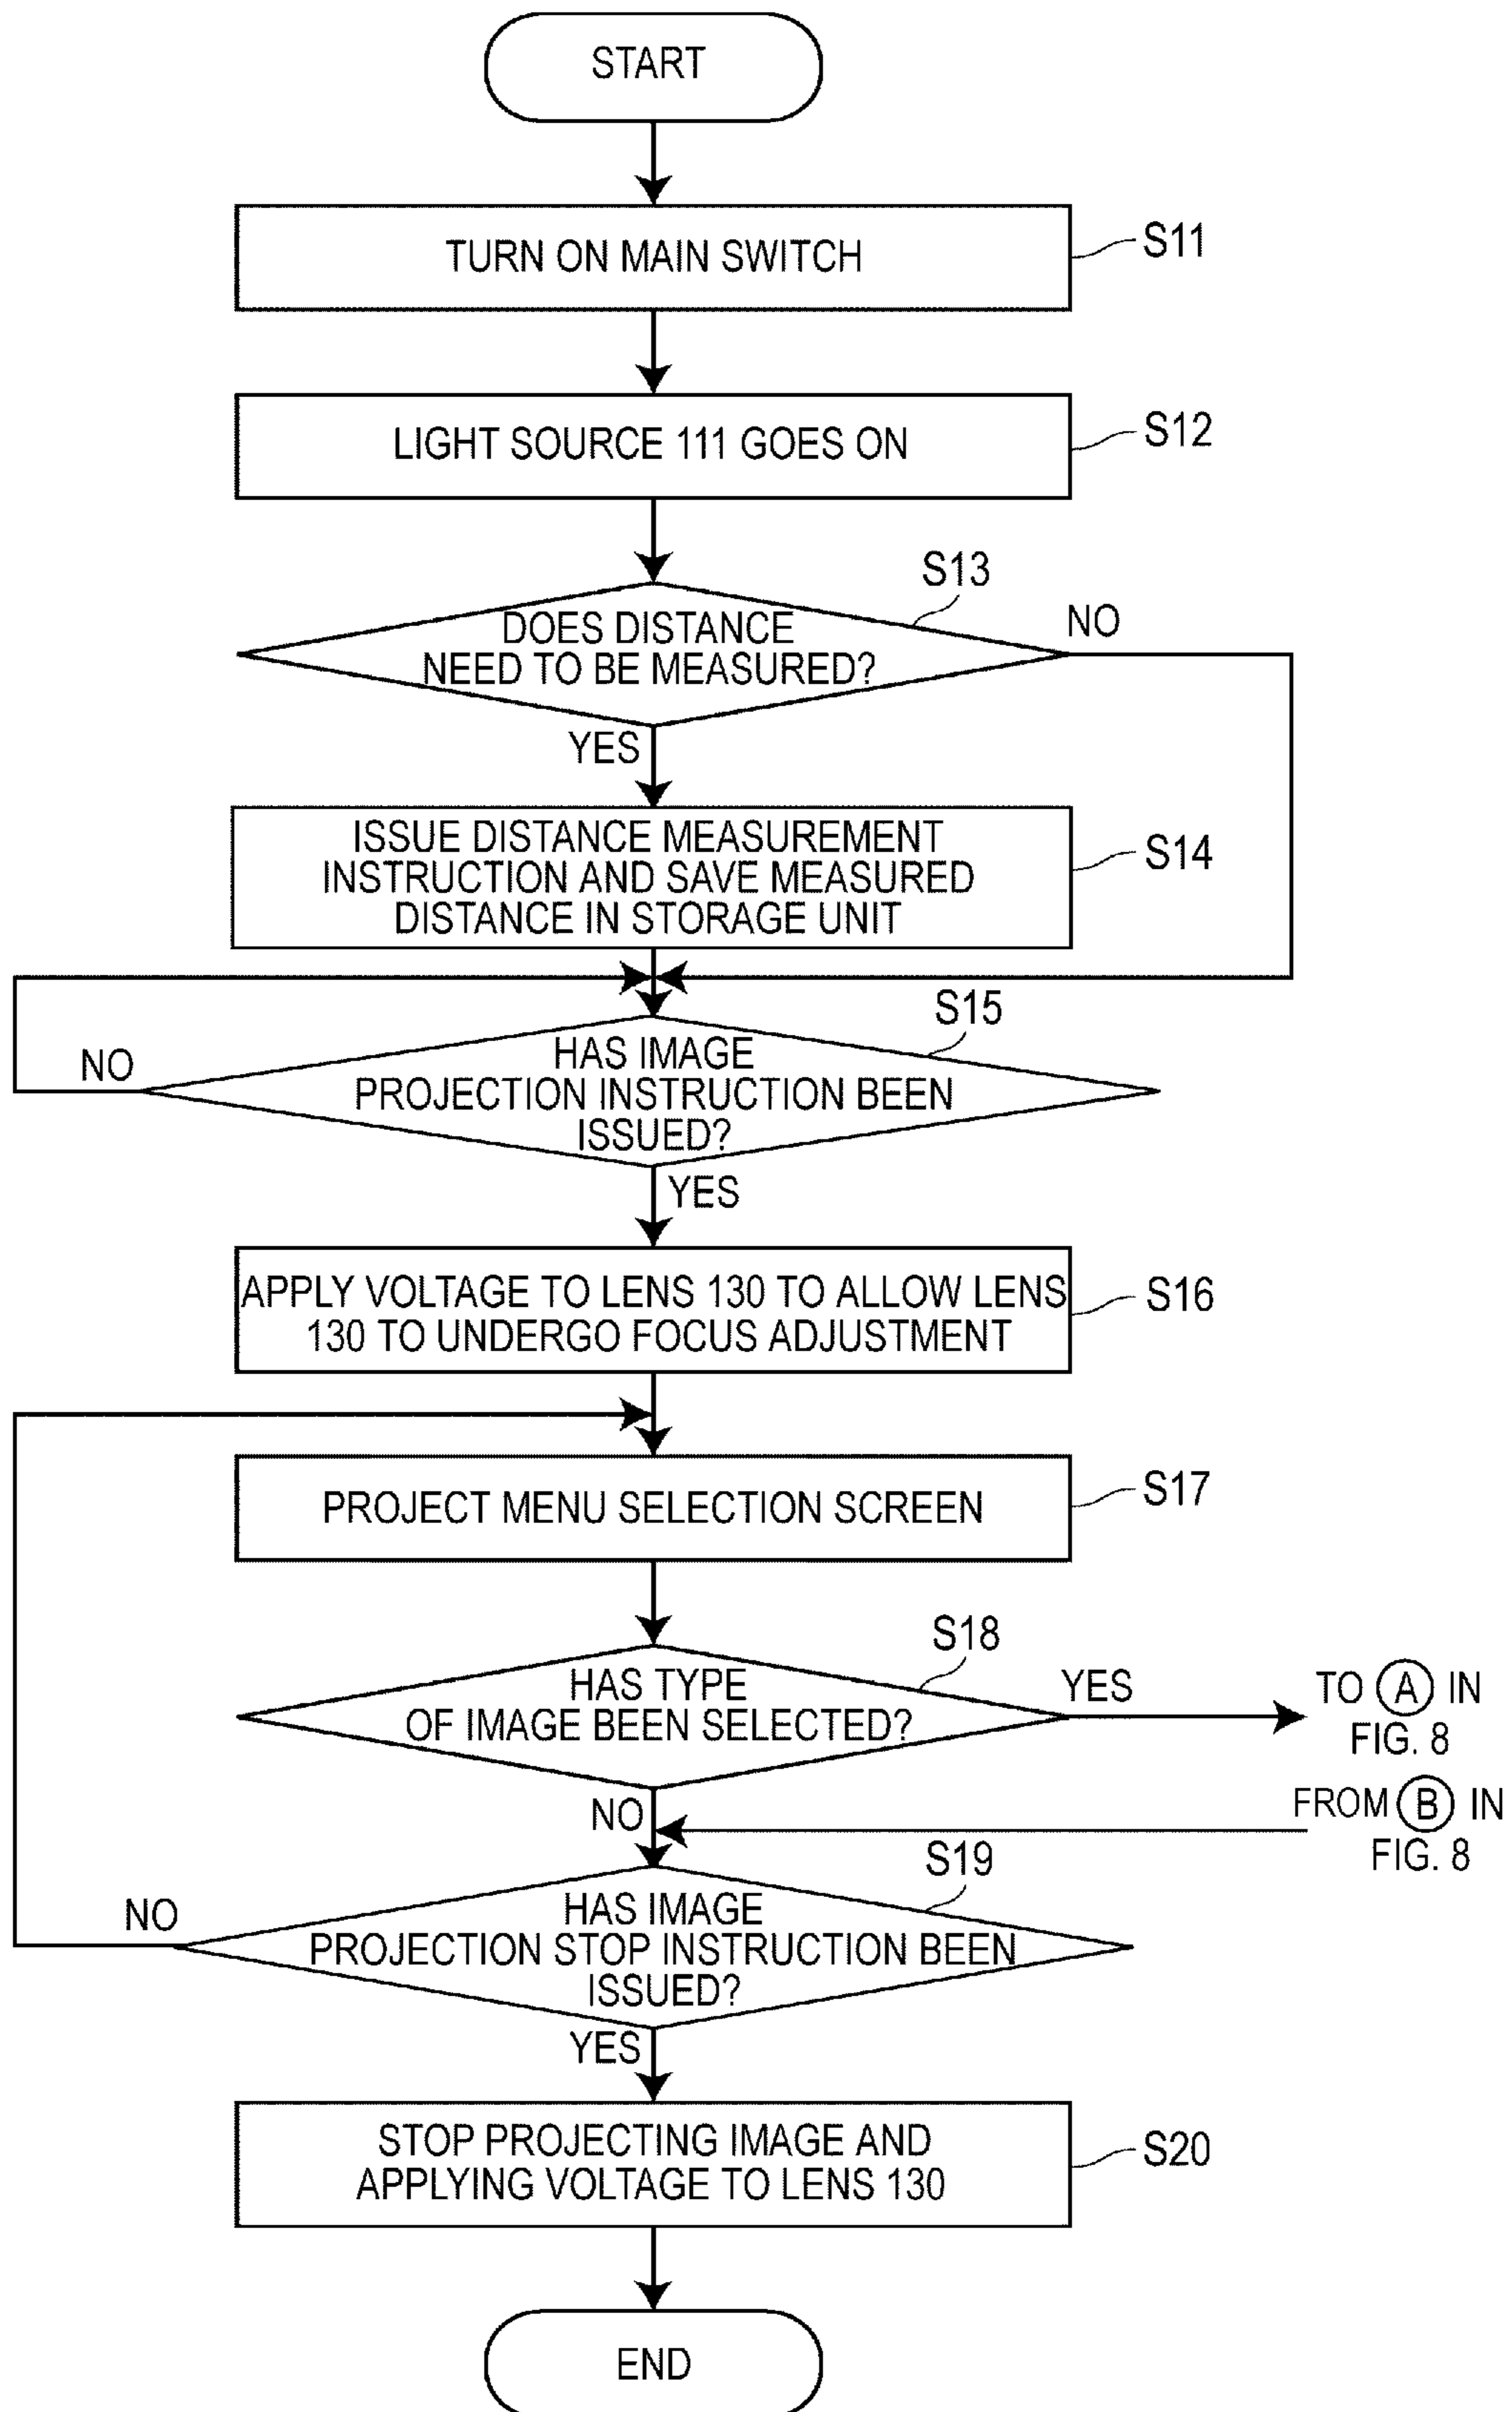 START
TURN ON MAIN SWITCH
S11
LIGHT SOURCE 111 GOES ON
S12
S13
DOES DISTANCE
NEED TO BE MEASURED?
NO
YES
ISSUE DISTANCE MEASUREMENT
INSTRUCTION AND SAVE MEASURED
DISTANCE IN STORAGE UNIT
S14
S15
HAS IMAGE
PROJECTION INSTRUCTION BEEN
ISSUED?
NO
YES
APPLY VOLTAGE TO LENS 130 TO ALLOW LENS
130 TO UNDERGO FOCUS ADJUSTMENT
S16
PROJECT MENU SELECTION SCREEN
S17
S18
HAS TYPE
OF IMAGE BEEN SELECTED?
YES
TO A IN
FIG. 8
NO
FROM B IN
FIG. 8
S19
HAS IMAGE
PROJECTION STOP INSTRUCTION BEEN
ISSUED?
NO
YES
STOP PROJECTING IMAGE AND
APPLYING VOLTAGE TO LENS 130
S20
END